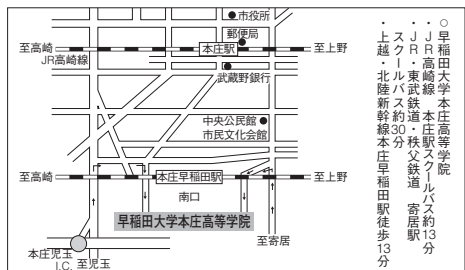 市役所
郵便局
至高崎
本庄駅
至上野
JR高崎線
武蔵野銀行
中央公民館
市民文化会館
至高崎
本庄早稲田駅
至上野
南口
早稲田大学本庄高等学院
至寄居
本庄児玉
I.C.
至児玉
○早稲田大学本庄高等学院
・JR高崎線 本庄駅スクールバス約13分
・JR・東武鉄道・秩父鉄道 寄居駅
スクールバス約30分
・上越・北陸新幹線本庄早稲田駅徒歩13分